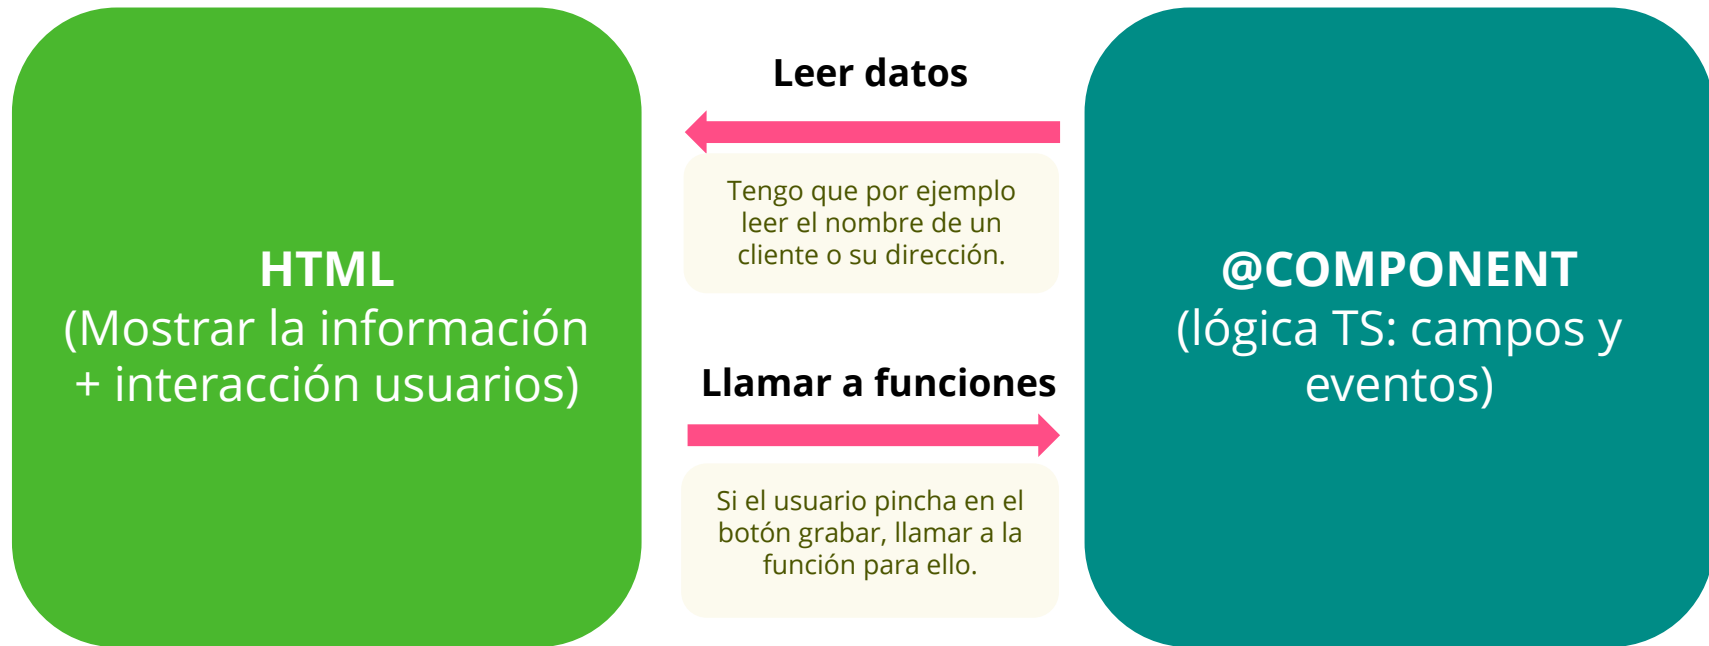 HTML
(Mostrar la información
+ interacción usuarios)
Leer datos
Tengo que por ejemplo
leer el nombre de un
cliente o su dirección.
Llamar a funciones
Si el usuario pincha en el
botón grabar, llamar a la
función para ello.
@COMPONENT
(lógica TS: campos y
eventos)